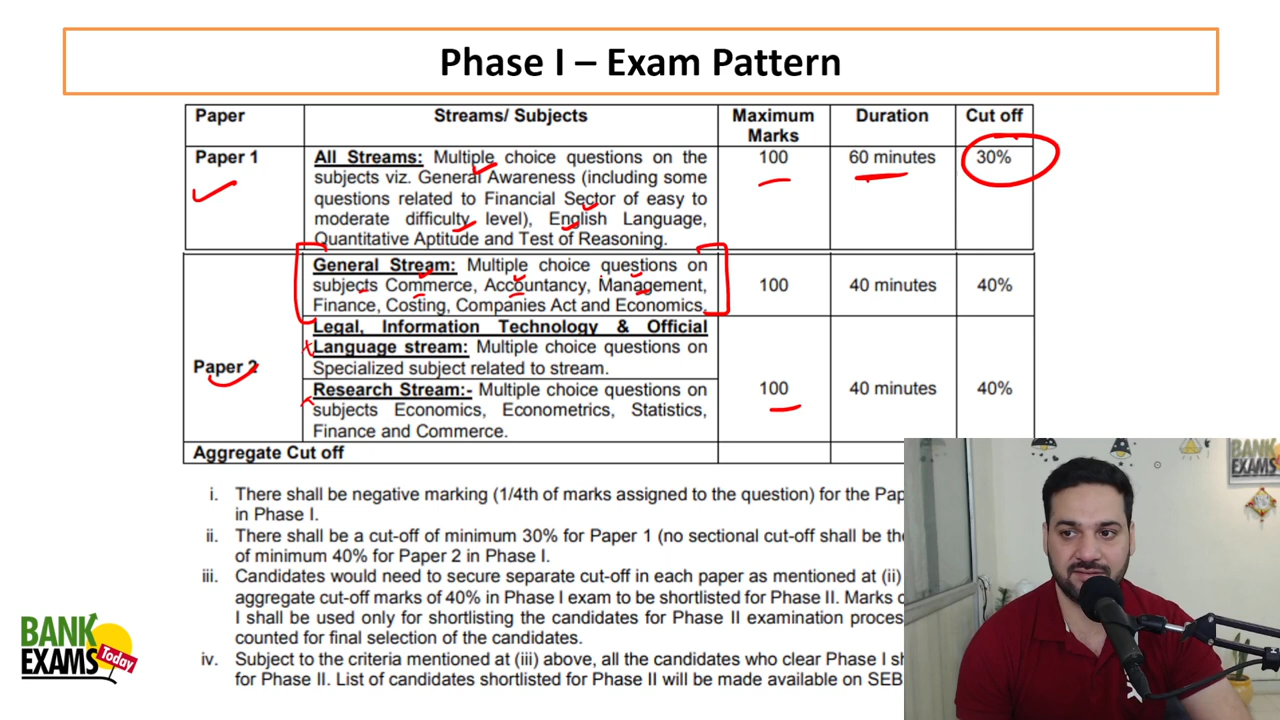 Phase I – Exam Pattern
Paper Streams/ Subjects Maximum Marks Duration Cut off
Paper 1
All Streams: Multiple choice questions on the
subjects viz. General Awareness (including some
questions related to Financial Sector of easy to
moderate difficulty level), English Language,
Quantitative Aptitude and Test of Reasoning.
100 60 minutes 30%
Paper 2
General Stream: Multiple choice questions on
subjects Commerce, Accountancy, Management,
Finance, Costing, Companies Act and Economics.
100 40 minutes 40%
Legal, Information Technology & Official
Language stream: Multiple choice questions on
Specialized subject related to stream.
Research Stream:- Multiple choice questions on
subjects Economics, Econometrics, Statistics,
Finance and Commerce.
100 40 minutes 40%
Aggregate Cut off
i. There shall be negative marking (1/4th of marks assigned to the question) for the Pap
in Phase I.
ii. There shall be a cut-off of minimum 30% for Paper 1 (no sectional cut-off shall be the
of minimum 40% for Paper 2 in Phase I.
iii. Candidates would need to secure separate cut-off in each paper as mentioned at (ii)
aggregate cut-off marks of 40% in Phase I exam to be shortlisted for Phase II. Marks o
I shall be used only for shortlisting the candidates for Phase II examination proces
counted for final selection of the candidates.
iv. Subject to the criteria mentioned at (iii) above, all the candidates who clear Phase I s
for Phase II. List of candidates shortlisted for Phase II will be made available on SEB
BANK
EXAMS
Today
BANK
EXAMS